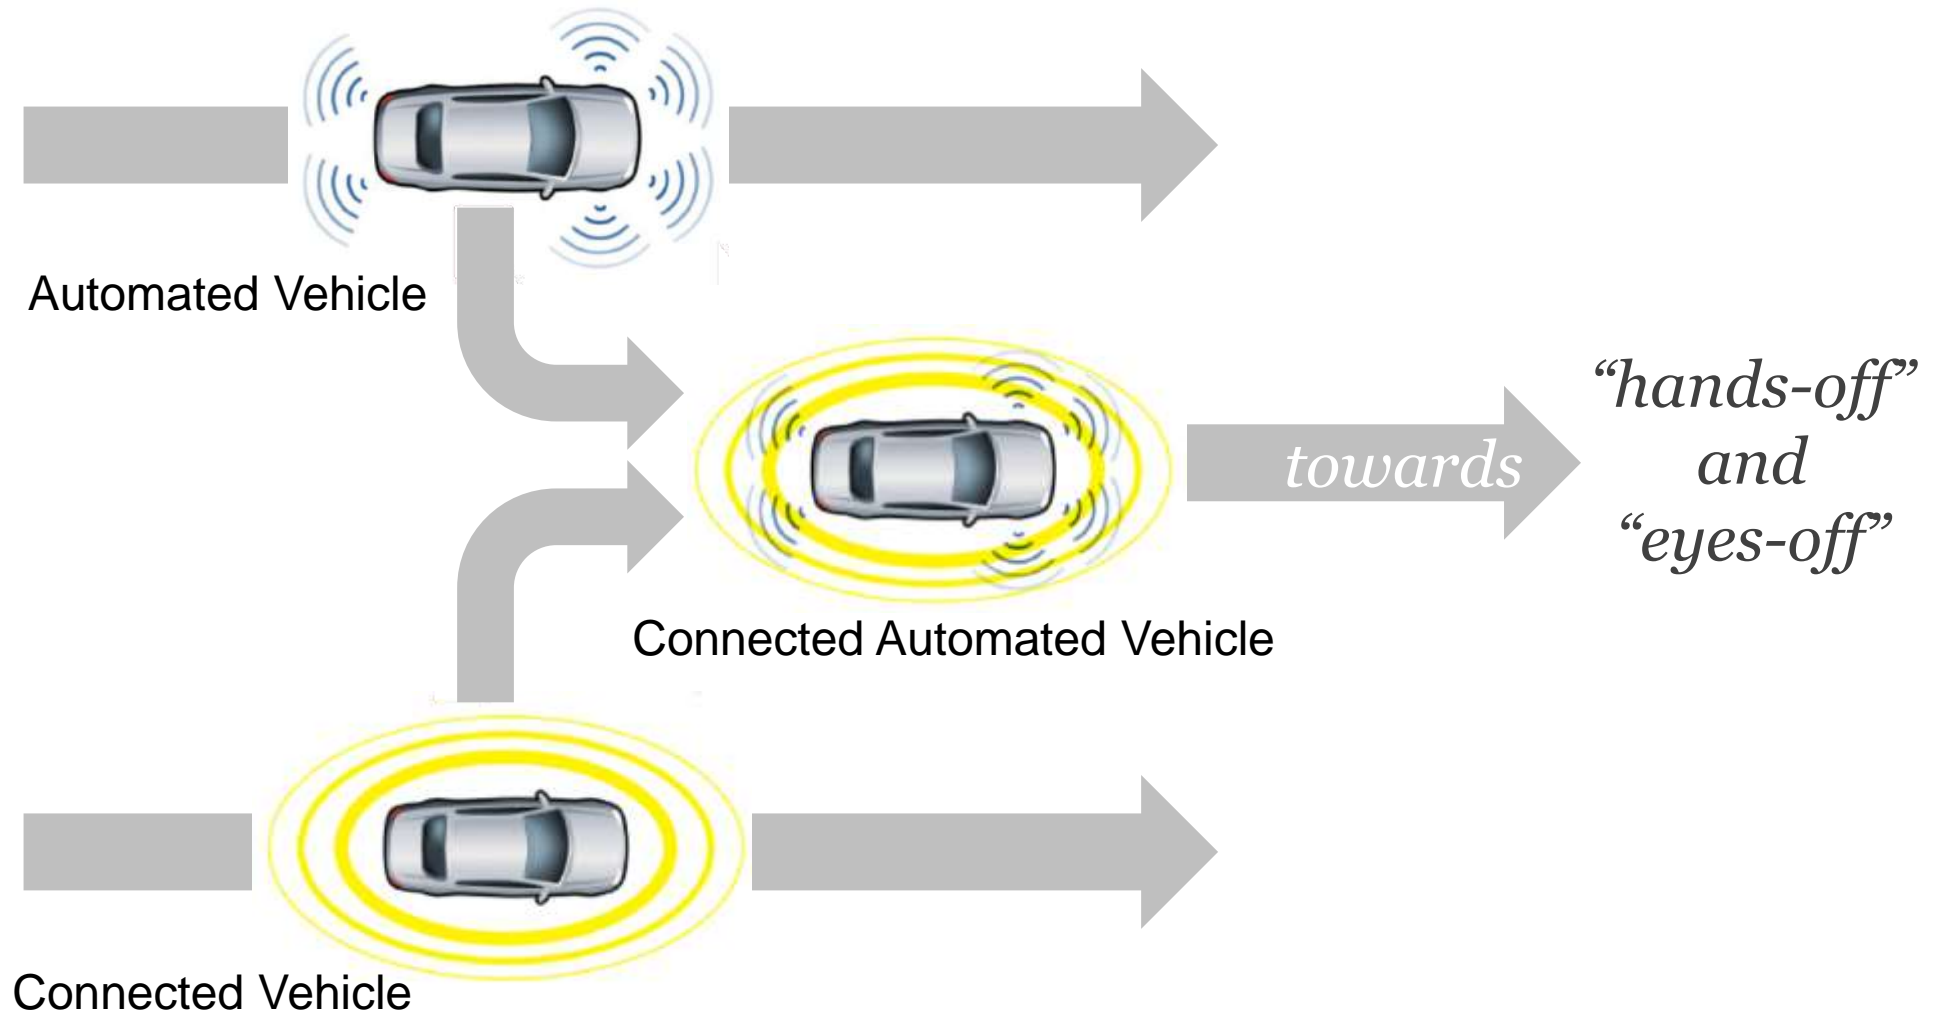 Automated Vehicle
“hands-off”
towards
and
“eyes-off”
Connected Automated Vehicle
Connected Vehicle